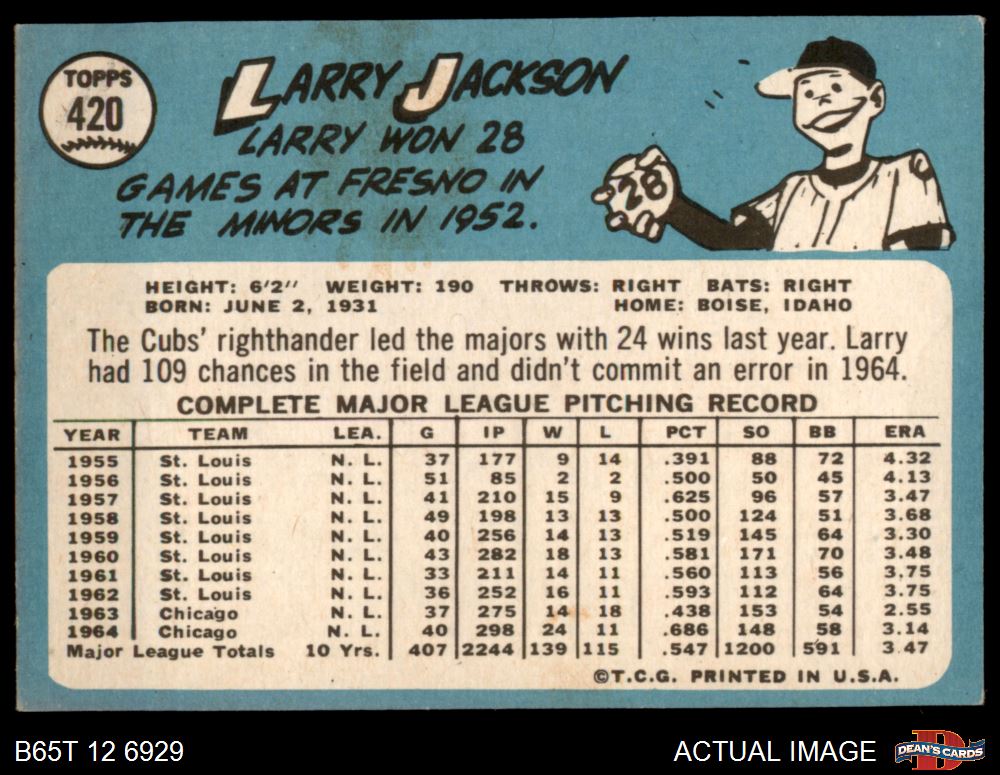 TOPPS
420
LARRY JACKSON
LARRY WON 28
GAMES AT FRESNO IN
THE MINORS IN 1952.
28
HEIGHT: 6'2" WEIGHT: 190 THROWS: RIGHT BATS: RIGHT
BORN: JUNE 2, 1931 HOME: BOISE, IDAHO
The Cubs' righthander led the majors with 24 wins last year. Larry
had 109 chances in the field and didn't commit an error in 1964.
COMPLETE MAJOR LEAGUE PITCHING RECORD
YEAR TEAM LEA. G IP W L PCT SO BB ERA
1955 St. Louis N. L. 37 177 9 14 .391 88 72 4.32
1956 St. Louis N. L. 51 85 2 2 .500 50 45 4.13
1957 St. Louis N. L. 41 210 15 9 .625 96 57 3.47
1958 St. Louis N. L. 49 198 13 13 .500 124 51 3.68
1959 St. Louis N. L. 40 256 14 13 .519 145 64 3.30
1960 St. Louis N. L. 43 282 18 13 .581 171 70 3.48
1961 St. Louis N. L. 33 211 14 11 .560 113 56 3.75
1962 St. Louis N. L. 36 252 16 11 .593 112 64 3.75
1963 Chicago N. L. 37 275 14 18 .438 153 54 2.55
1964 Chicago N. L. 40 298 24 11 .686 148 58 3.14
Major League Totals 10 Yrs. 407 2244 139 115 .547 1200 591 3.47
©T.C.G. PRINTED IN U.S.A.
B65T 12 6929 ACTUAL IMAGE DEAN'S CARDS